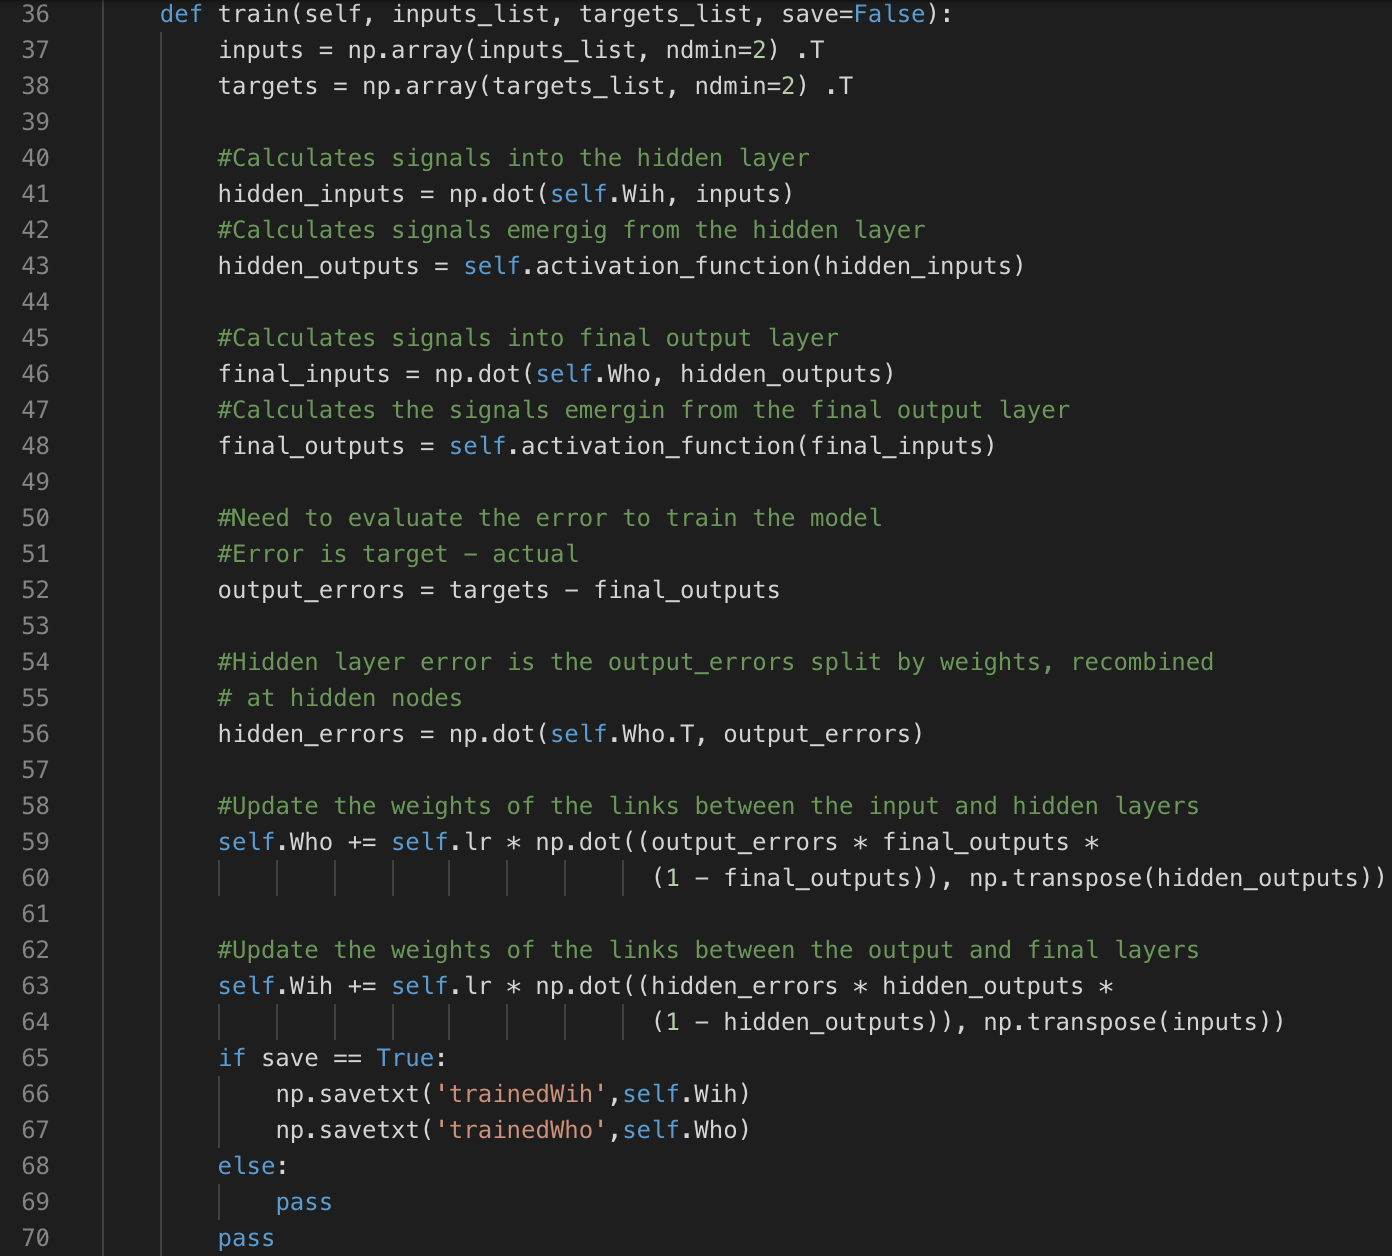 36 def train(self, inputs_list, targets_list, save=False):
37 inputs = np.array(inputs_list, ndmin=2) .T
38 targets = np.array(targets_list, ndmin=2) .T
39
40 #Calculates signals into the hidden layer
41 hidden_inputs = np.dot(self.Wih, inputs)
42 #Calculates signals emergig from the hidden layer
43 hidden_outputs = self.activation_function(hidden_inputs)
44
45 #Calculates signals into final output layer
46 final_inputs = np.dot(self.Who, hidden_outputs)
47 #Calculates the signals emergin from the final output layer
48 final_outputs = self.activation_function(final_inputs)
49
50 #Need to evaluate the error to train the model
51 #Error is target - actual
52 output_errors = targets - final_outputs
53
54 #Hidden layer error is the output_errors split by weights, recombined
55 # at hidden nodes
56 hidden_errors = np.dot(self.Who.T, output_errors)
57
58 #Update the weights of the links between the input and hidden layers
59 self.Who += self.lr * np.dot((output_errors * final_outputs *
60 (1 - final_outputs)), np.transpose(hidden_outputs))
61
62 #Update the weights of the links between the output and final layers
63 self.Wih += self.lr * np.dot((hidden_errors * hidden_outputs *
64 (1 - hidden_outputs)), np.transpose(inputs))
65 if save == True:
66 np.savetxt('trainedWih',self.Wih)
67 np.savetxt('trainedWho',self.Who)
68 else:
69 pass
70 pass